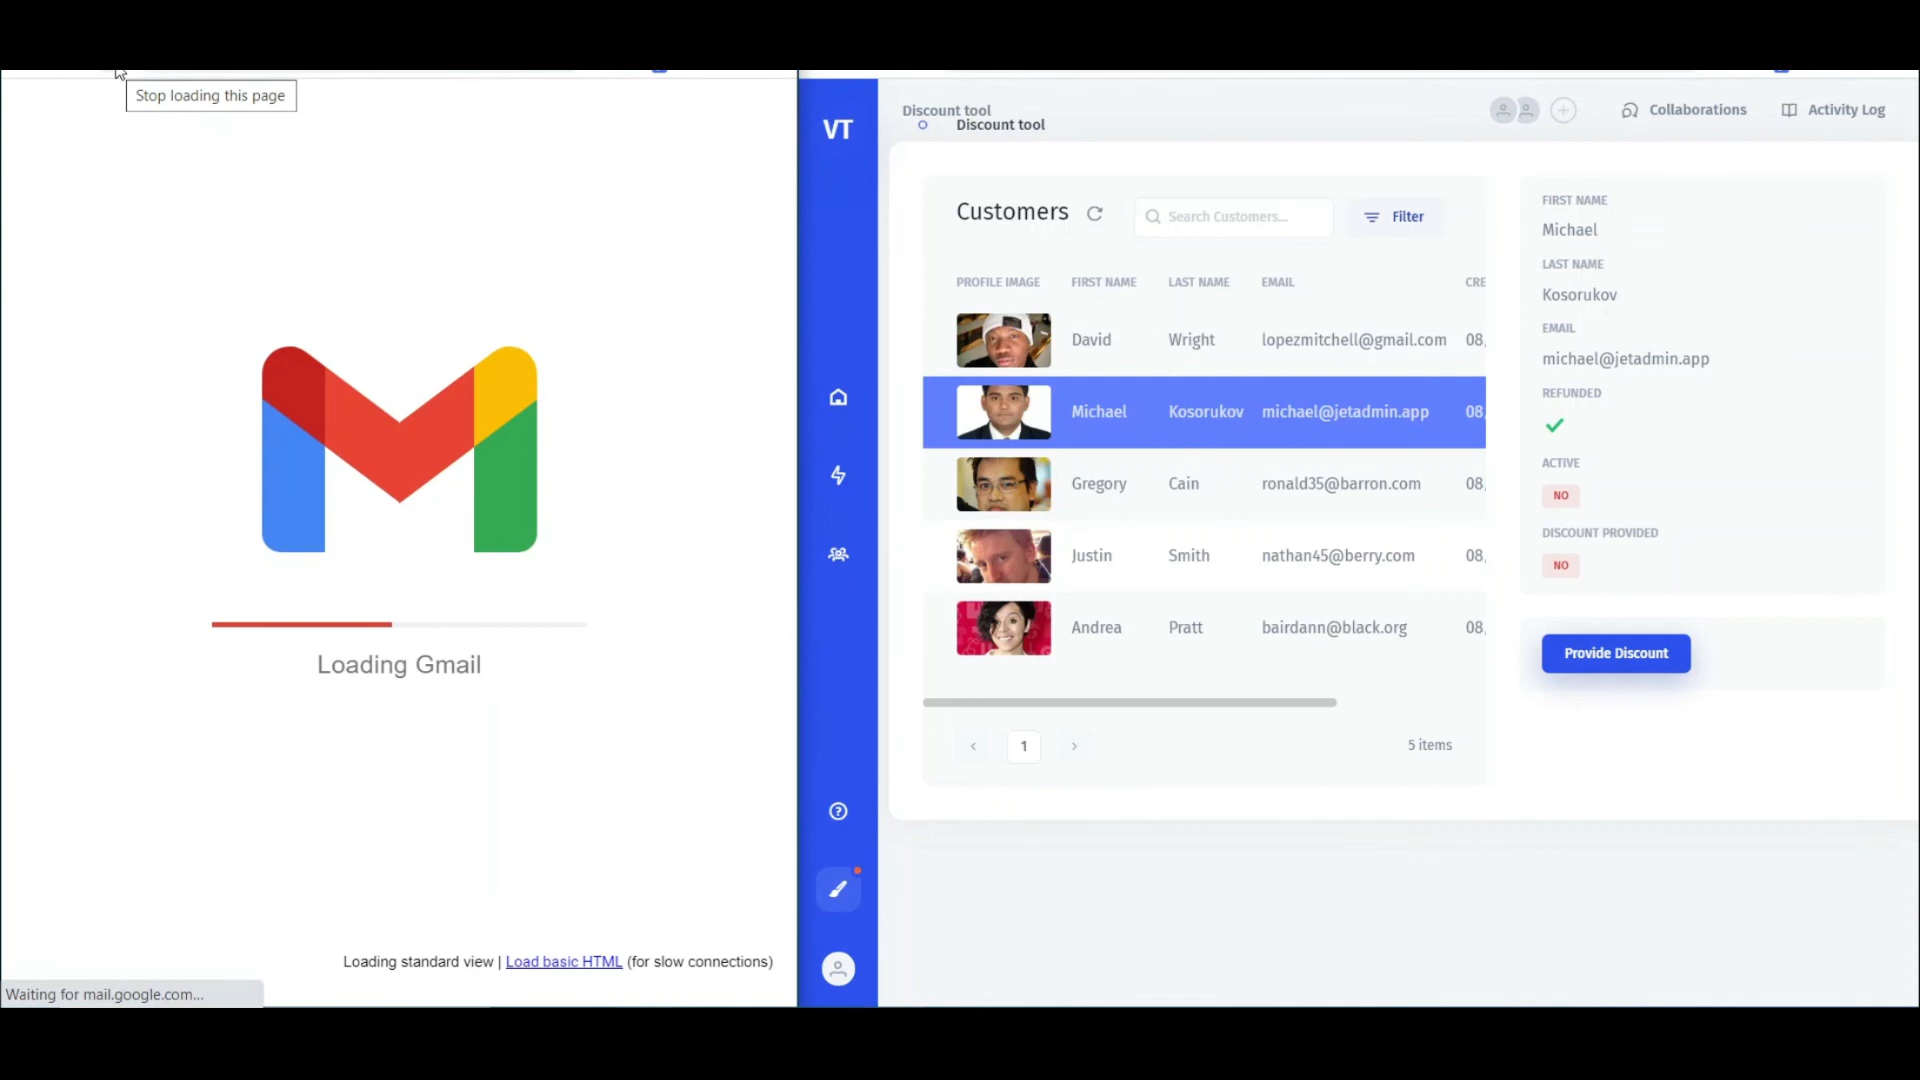 Stop loading this page
Loading Gmail
Loading standard view | Load basic HTML (for slow connections)
Waiting for mail.google.com...
VT
Discount tool
Discount tool
Collaborations
Activity Log
Customers
Search Customers...
Filter
PROFILE IMAGE FIRST NAME LAST NAME EMAIL CRE
David Wright lopezmitchell@gmail.com 08,
Michael Kosorukov michael@jetadmin.app 08,
Gregory Cain ronald35@barron.com 08,
Justin Smith nathan45@berry.com 08,
Andrea Pratt bairdann@black.org 08,
1
5 items
FIRST NAME
Michael
LAST NAME
Kosorukov
EMAIL
michael@jetadmin.app
REFUNDED
ACTIVE
NO
DISCOUNT PROVIDED
NO
Provide Discount